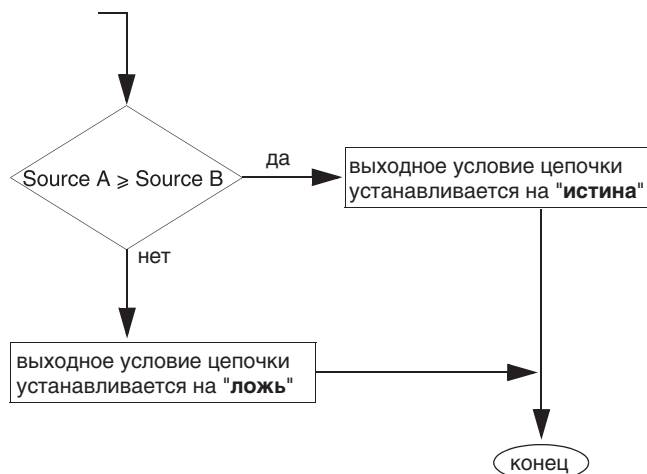 да
Source A ⩾ Source B
выходное условие цепочки
устанавливается на "истина"
нет
выходное условие цепочки
устанавливается на "ложь"
конец